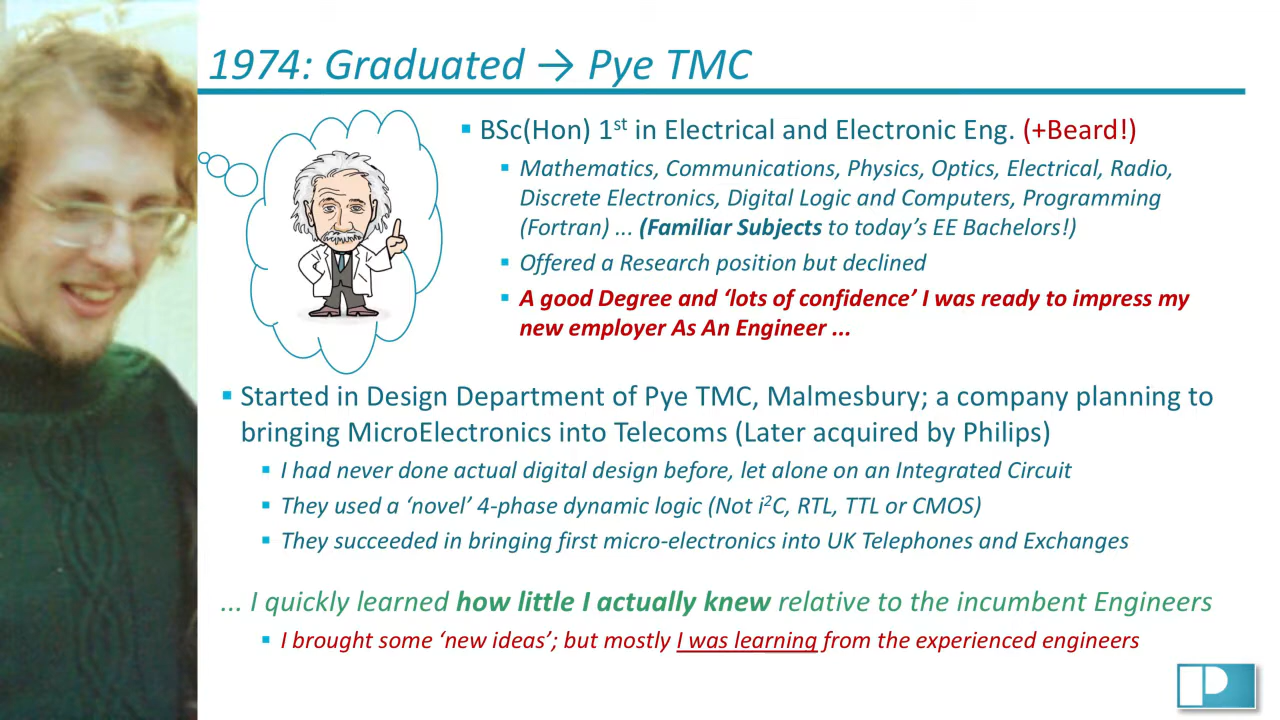 1974: Graduated → Pye TMC
▪ BSc(Hon) 1st in Electrical and Electronic Eng. (+Beard!)
▪ Mathematics, Communications, Physics, Optics, Electrical, Radio,
Discrete Electronics, Digital Logic and Computers, Programming
(Fortran) ... (Familiar Subjects to today's EE Bachelors!)
▪ Offered a Research position but declined
▪ A good Degree and ‘lots of confidence’ I was ready to impress my
new employer As An Engineer ...
▪ Started in Design Department of Pye TMC, Malmesbury; a company planning to
bringing MicroElectronics into Telecoms (Later acquired by Philips)
▪ I had never done actual digital design before, let alone on an Integrated Circuit
▪ They used a ‘novel’ 4-phase dynamic logic (Not i²C, RTL, TTL or CMOS)
▪ They succeeded in bringing first micro-electronics into UK Telephones and Exchanges
... I quickly learned how little I actually knew relative to the incumbent Engineers
▪ I brought some ‘new ideas’; but mostly I was learning from the experienced engineers